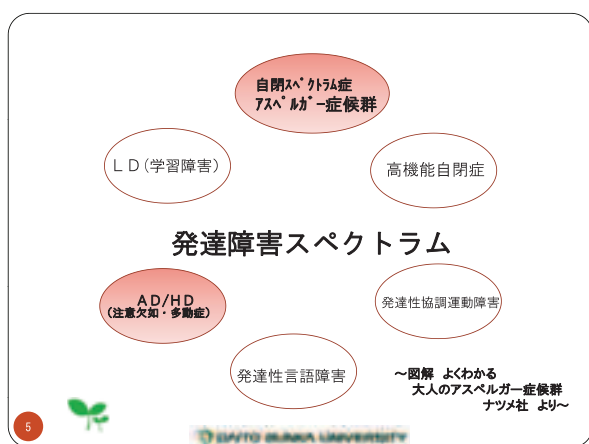 自閉ｽﾍﾟｸﾄﾗﾑ症
ｱｽﾍﾟﾙｶﾞｰ症候群
ＬＤ(学習障害)
高機能自閉症
発達障害スペクトラム
AD/HD
(注意欠如・多動症)
発達性協調運動障害
発達性言語障害
～図解 よくわかる
大人のアスペルガー症候群
ナツメ社 より～
5
DAITO BUNKA UNIVERSITY